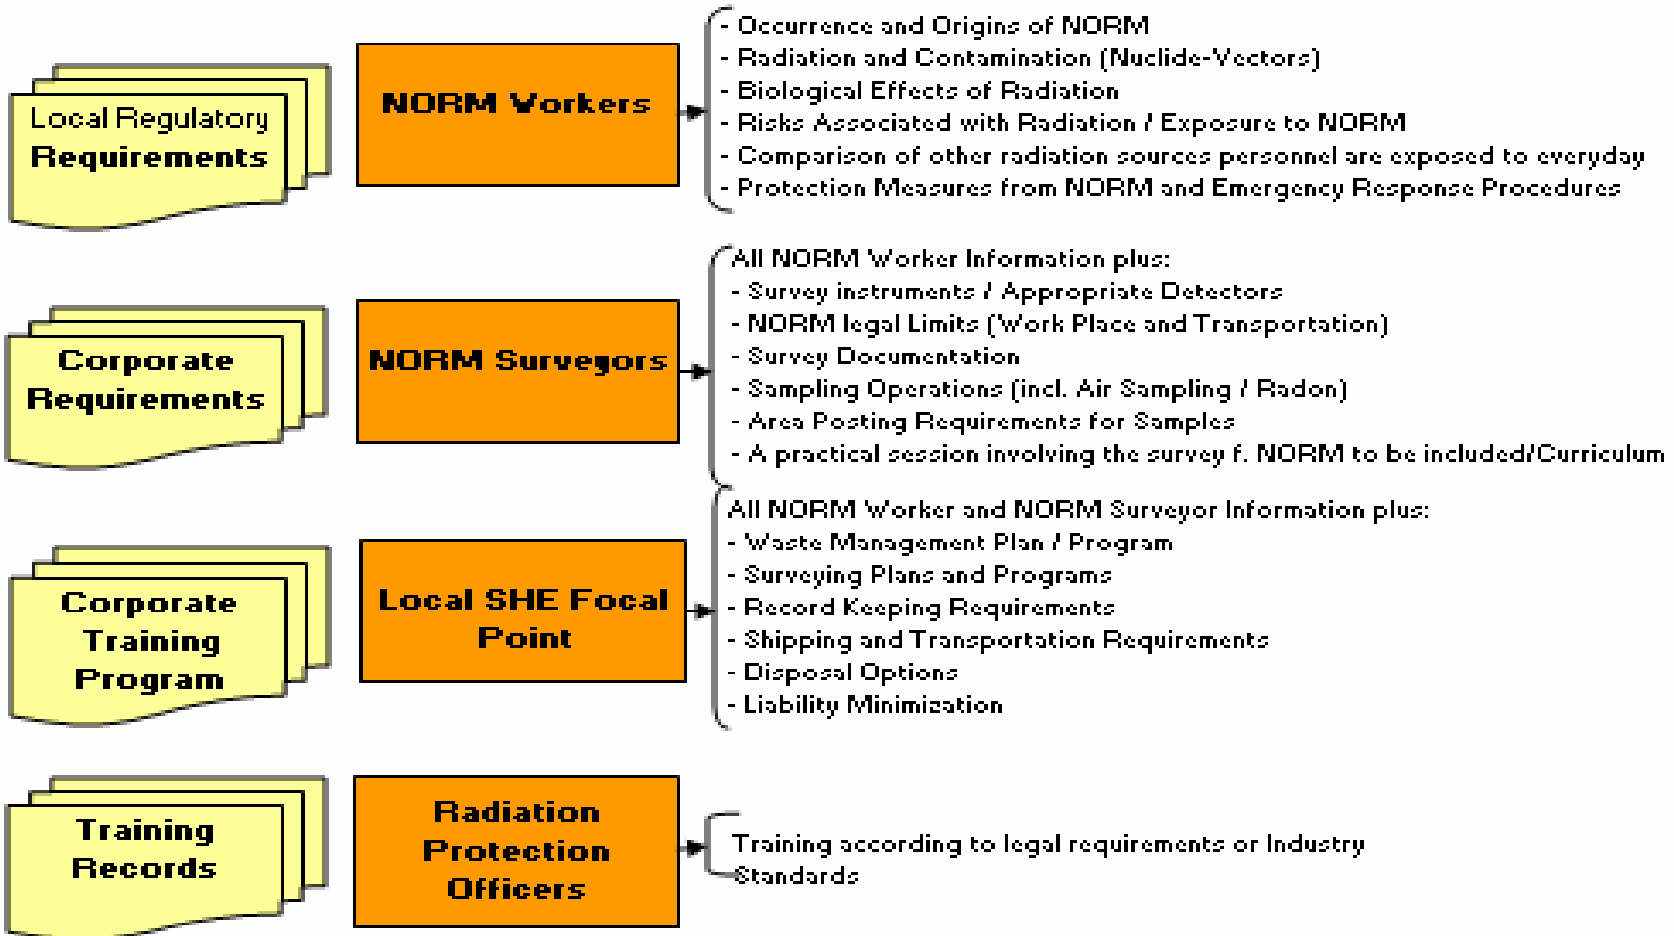 Local Regulatory
Requirements
NORM Workers
- Occurrence and Origins of NORM
- Radiation and Contamination (Nuclide-Vectors)
- Biological Effects of Radiation
- Risks Associated with Radiation / Exposure to NORM
- Comparison of other radiation sources personnel are exposed to everyday
- Protection Measures from NORM and Emergency Response Procedures
Corporate
Requirements
NORM Surveyors
All NORM Worker Information plus:
- Survey instruments / Appropriate Detectors
- NORM legal Limits (Work Place and Transportation)
- Survey Documentation
- Sampling Operations (incl. Air Sampling / Radon)
- Area Posting Requirements for Samples
- A practical session involving the survey f. NORM to be included/Curriculum
Corporate
Training
Program
Local SHE Focal
Point
All NORM Worker and NORM Surveyor Information plus:
- Waste Management Plan / Program
- Surveying Plans and Programs
- Record Keeping Requirements
- Shipping and Transportation Requirements
- Disposal Options
- Liability Minimization
Training
Records
Radiation
Protection
Officers
Training according to legal requirements or Industry
Standards